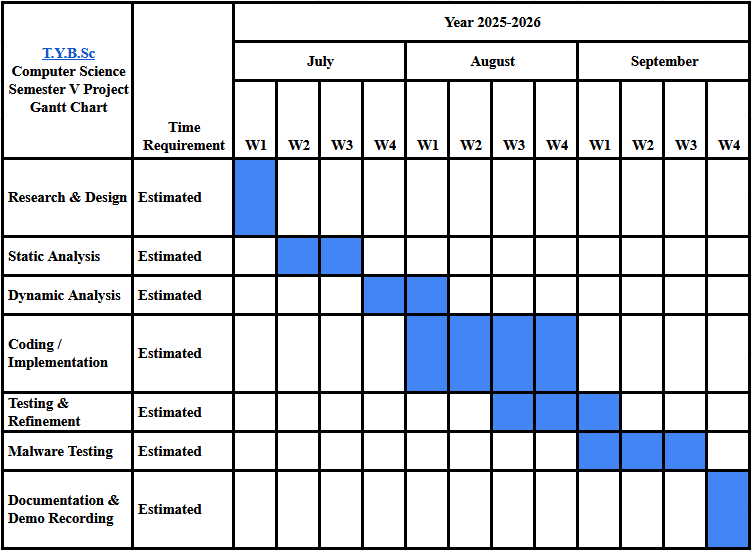 Year 2025-2026
T.Y.B.Sc
Computer Science
Semester V Project
Gantt Chart
July August September
Time
Requirement
W1 W2 W3 W4 W1 W2 W3 W4 W1 W2 W3 W4
Research & Design Estimated
Static Analysis Estimated
Dynamic Analysis Estimated
Coding /
Implementation
Estimated
Testing &
Refinement
Estimated
Malware Testing Estimated
Documentation &
Demo Recording
Estimated